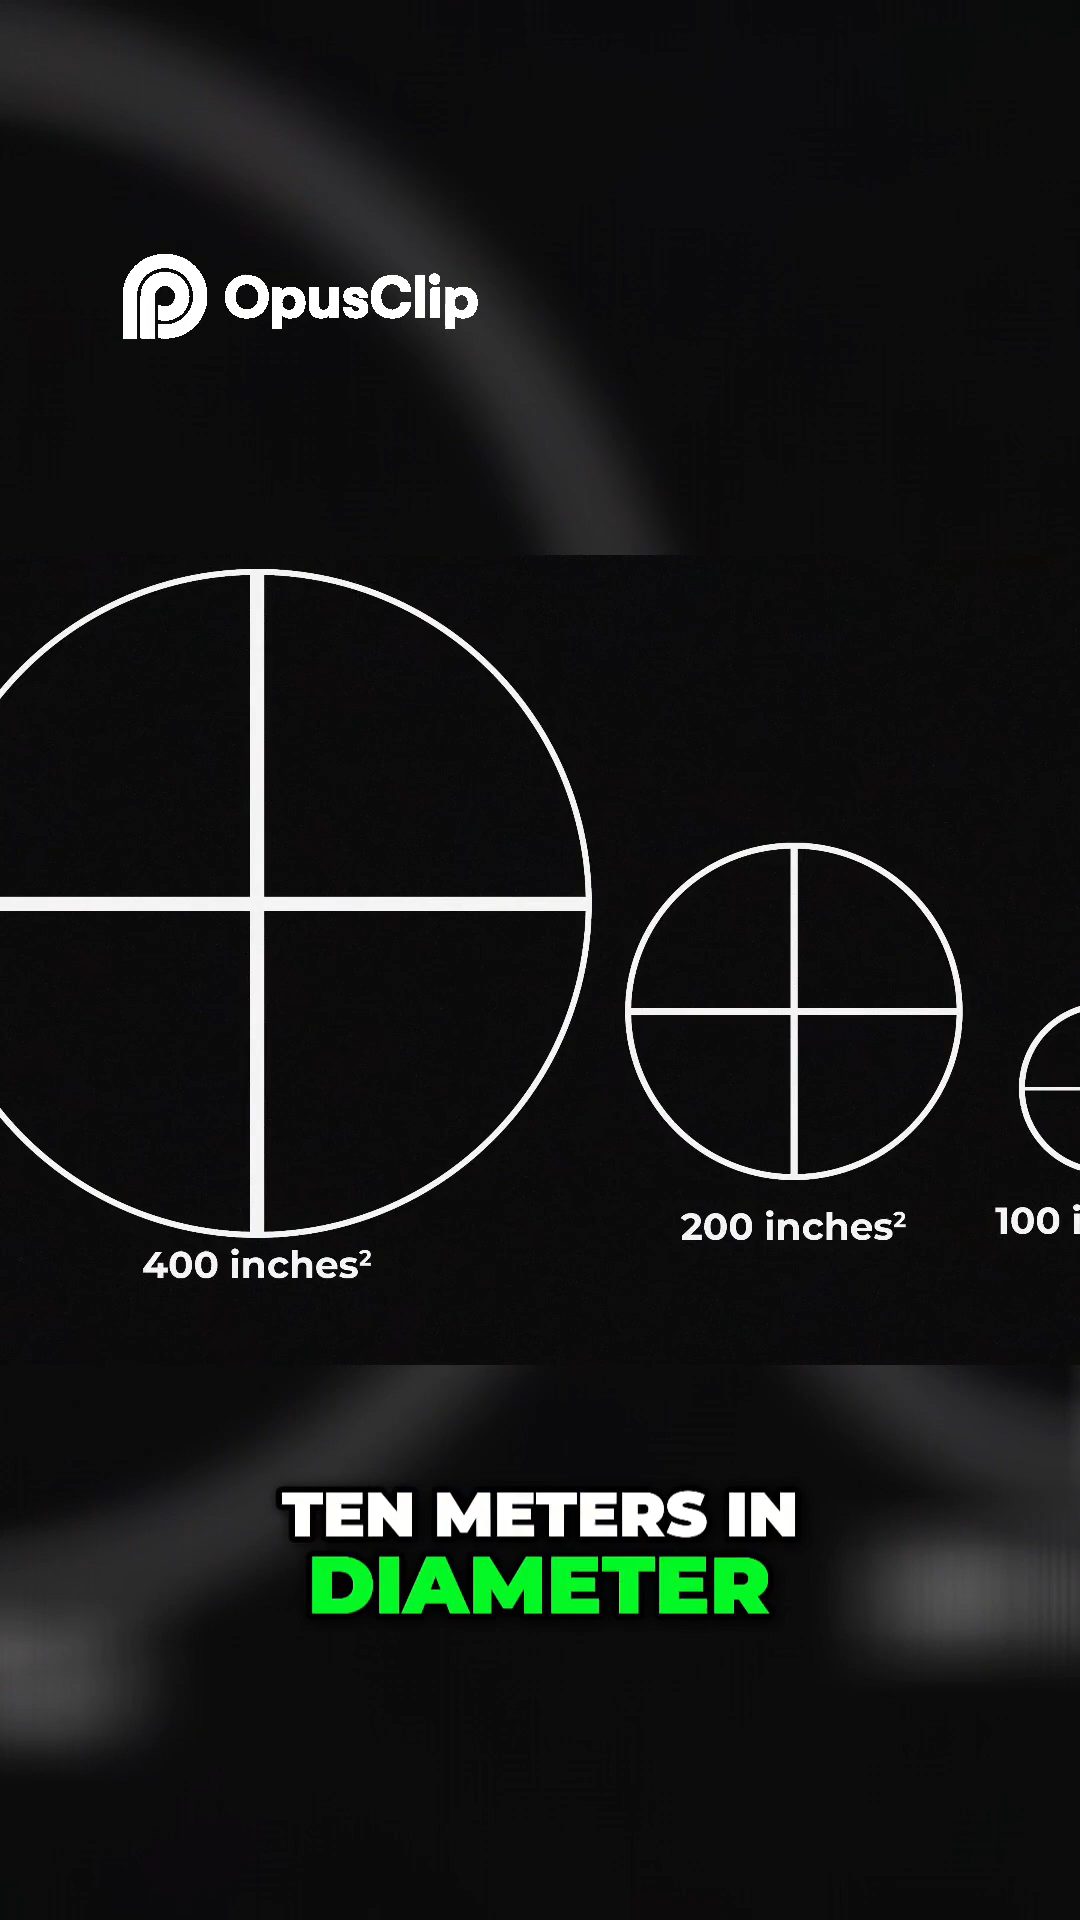 OpusClip
400 inches²
200 inches²
100 i
TEN METERS IN
DIAMETER